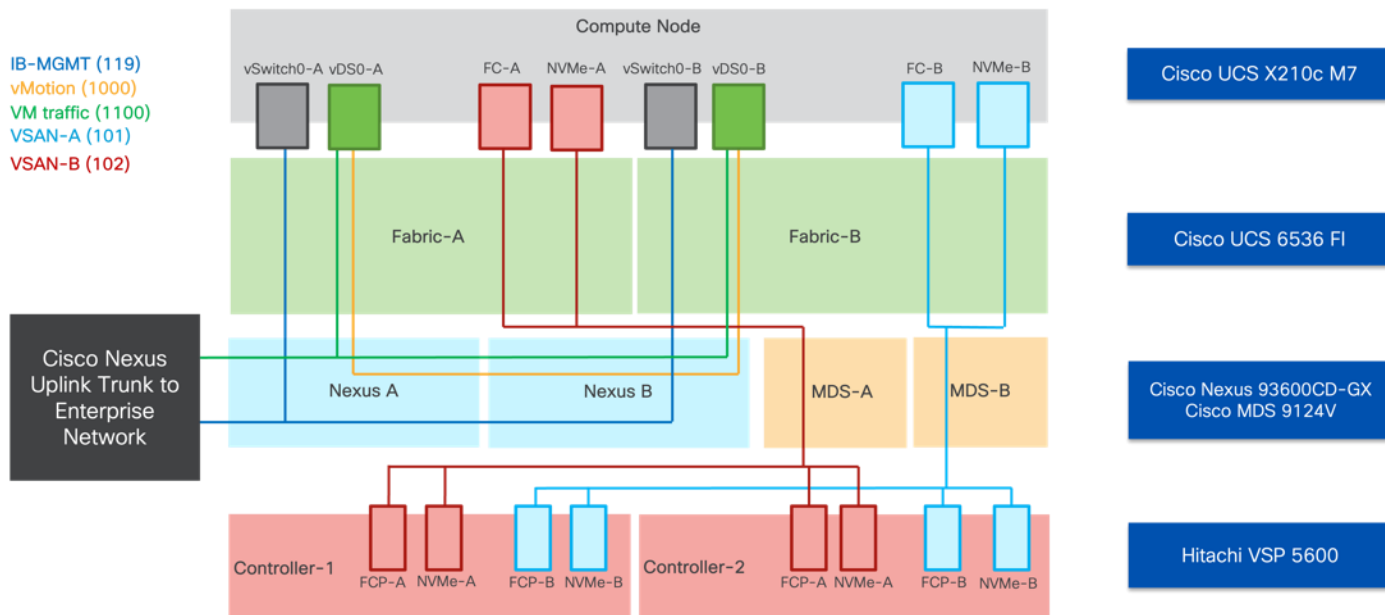 Compute Node
IB-MGMT (119)
vMotion (1000)
VM traffic (1100)
VSAN-A (101)
VSAN-B (102)
vSwitch0-A
vDS0-A
FC-A
NVMe-A
vSwitch0-B
vDS0-B
FC-B
NVMe-B
Cisco UCS X210c M7
Fabric-A
Fabric-B
Cisco UCS 6536 FI
Cisco Nexus
Uplink Trunk to
Enterprise
Network
Nexus A
Nexus B
MDS-A
MDS-B
Cisco Nexus 93600CD-GX
Cisco MDS 9124V
Controller-1
FCP-A
NVMe-A
FCP-B
NVMe-B
Controller-2
FCP-A
NVMe-A
FCP-B
NVMe-B
Hitachi VSP 5600